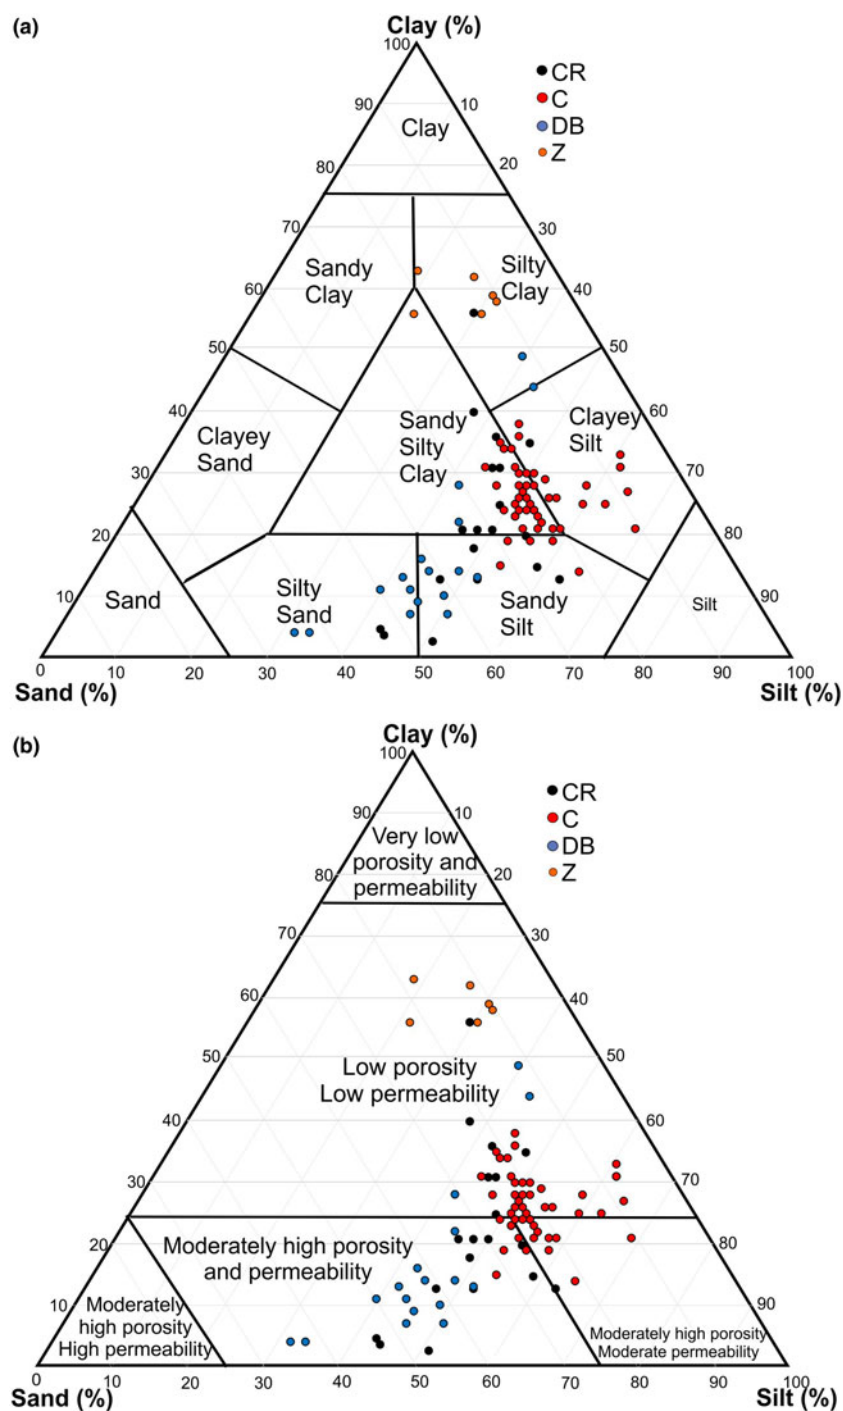 (a)
Clay (%)
100
CR
C
DB
Z
90
10
Clay
80
20
70
30
Sandy
Clay
Silty
Clay
60
40
50
50
Clayey
Sand
Sandy
Silty
Clay
Clayey
Silt
40
60
30
70
20
80
Sand
Silty
Sand
Sandy
Silt
Silt
10
90
0
10
20
30
40
50
60
70
80
90
100
Sand (%)
Silt (%)
(b)
Clay (%)
100
CR
C
DB
Z
90
10
Very low
porosity and
permeability
80
20
70
30
60
40
50
50
Low porosity
Low permeability
40
60
30
70
Moderately high porosity
and permeability
20
80
Moderately
high porosity
High permeability
10
90
Moderately high porosity
Moderate permeability
0
10
20
30
40
50
60
70
80
90
100
Sand (%)
Silt (%)